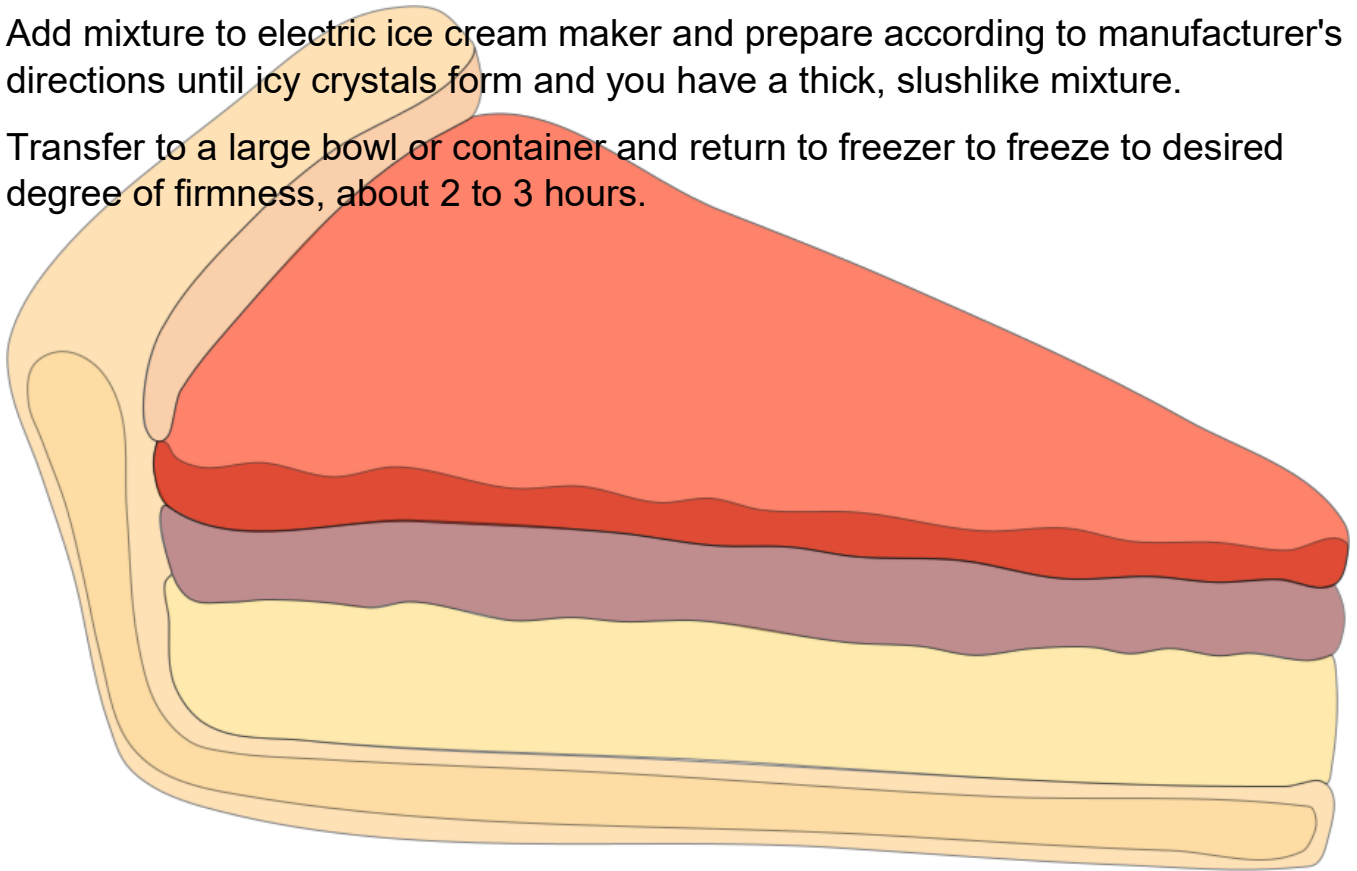 Add mixture to electric ice cream maker and prepare according to manufacturer's
directions until icy crystals form and you have a thick, slushlike mixture.
Transfer to a large bowl or container and return to freezer to freeze to desired
degree of firmness, about 2 to 3 hours.